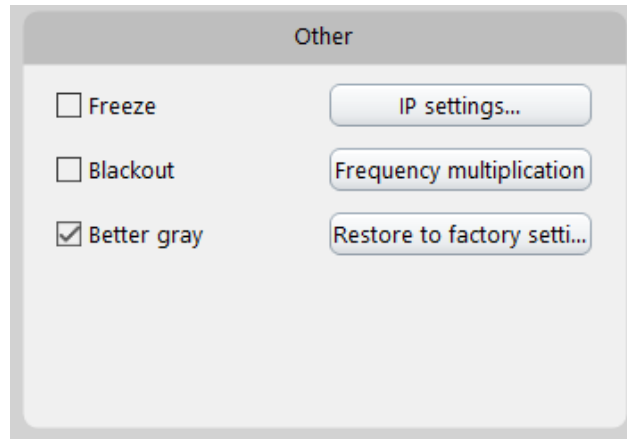 Other
Freeze
IP settings...
Blackout
Frequency multiplication
Better gray
Restore to factory setti...